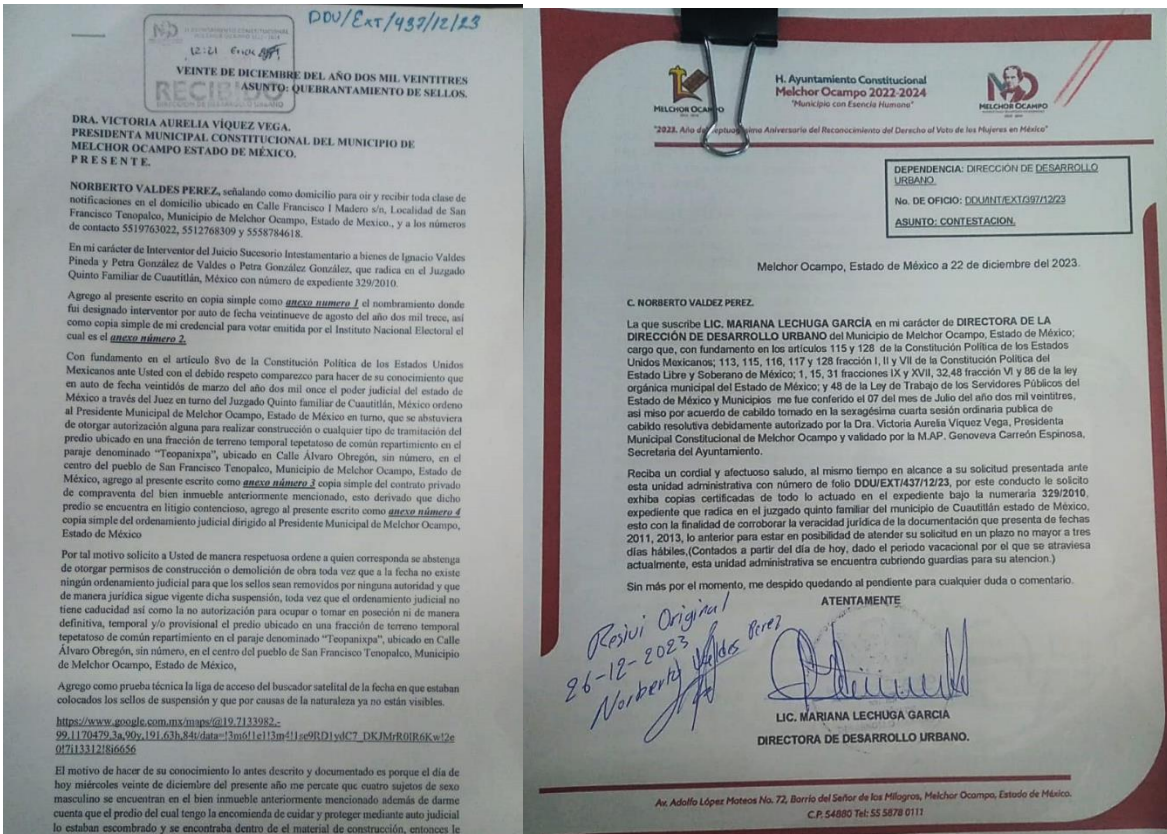 DDU/EXT/437/12/23
12:21
VEINTE DE DICIEMBRE DEL AÑO DOS MIL VEINTITRES
RECIBIDO
ASUNTO: QUEBRANTAMIENTO DE SELLOS.
DRA. VICTORIA AURELIA VÍQUEZ VEGA.
PRESIDENTA MUNICIPAL CONSTITUCIONAL DEL MUNICIPIO DE
MELCHOR OCAMPO ESTADO DE MÉXICO.
P R E S E N T E.
NORBERTO VALDES PEREZ, señalando como domicilio para oir y recibir toda clase de
notificaciones en el domicilio ubicado en Calle Francisco I Madero s/n, Localidad de San
Francisco Tenopalco, Municipio de Melchor Ocampo, Estado de Mexico., y a los números
de contacto 5519763022, 5512768309 y 5558784618.
En mi carácter de Interventor del Juicio Sucesorio Intestamentario a bienes de Ignacio Valdes
Pineda y Petra González de Valdes o Petra González González, que radica en el Juzgado
Quinto Familiar de Cuautitlán, México con número de expediente 329/2010.
Agrego al presente escrito en copia simple como anexo numero 1 el nombramiento donde
fui designado interventor por auto de fecha veintinueve de agosto del año dos mil trece, así
como copia simple de mi credencial para votar emitida por el Instituto Nacional Electoral el
cual es el anexo número 2.
Con fundamento en el artículo 8vo de la Constitución Política de los Estados Unidos
Mexicanos ante Usted con el debido respeto comparezco para hacer de su conocimiento que
en auto de fecha veintidós de marzo del año dos mil once el poder judicial del estado de
México a través del Juez en turno del Juzgado Quinto familiar de Cuautitlán, México ordeno
al Presidente Municipal de Melchor Ocampo, Estado de México en turno, que se abstuviera
de otorgar autorización alguna para realizar construcción o cualquier tipo de tramitación del
predio ubicado en una fracción de terreno temporal tepetatoso de común repartimiento en el
paraje denominado "Teopanixpa", ubicado en Calle Álvaro Obregón, sin número, en el
centro del pueblo de San Francisco Tenopalco, Municipio de Melchor Ocampo, Estado de
México, agrego al presente escrito como anexo número 3 copia simple del contrato privado
de compraventa del bien inmueble anteriormente mencionado, esto derivado que dicho
predio se encuentra en litigio contencioso, agrego al presente escrito como anexo número 4
copia simple del ordenamiento judicial dirigido al Presidente Municipal de Melchor Ocampo,
Estado de México
Por tal motivo solicito a Usted de manera respetuosa ordene a quien corresponda se abstenga
de otorgar permisos de construcción o demolición de obra toda vez que a la fecha no existe
ningún ordenamiento judicial para que los sellos sean removidos por ninguna autoridad y que
de manera jurídica sigue vigente dicha suspensión, toda vez que el ordenamiento judicial no
tiene caducidad así como la no autorización para ocupar o tomar en poseción ni de manera
definitiva, temporal y/o provisional el predio ubicado en una fracción de terreno temporal
tepetatoso de común repartimiento en el paraje denominado "Teopanixpa", ubicado en Calle
Álvaro Obregón, sin número, en el centro del pueblo de San Francisco Tenopalco, Municipio
de Melchor Ocampo, Estado de México,
Agrego como prueba técnica la liga de acceso del buscador satelital de la fecha en que estaban
colocados los sellos de suspensión y que por causas de la naturaleza ya no están visibles.
https://www.google.com.mx/maps/@19.7133982,-
99.1170479,3a,90y,191.63h,84t/data=!3m6!1e1!3m4!1se9RD1ydC7_DKJMrR0IR6Kw!2e
0!7i13312!8i6656
El motivo de hacer de su conocimiento lo antes descrito y documentado es porque el día de
hoy miércoles veinte de diciembre del presente año me percate que cuatro sujetos de sexo
masculino se encuentran en el bien inmueble anteriormente mencionado además de darme
cuenta que el predio del cual tengo la encomienda de cuidar y proteger mediante auto judicial
lo estaban escombrado y se encontraba dentro de el material de construcción, entonces le
MELCHOR OCAMPO
H. Ayuntamiento Constitucional
Melchor Ocampo 2022-2024
"Municipio con Esencia Humana"
MELCHOR OCAMPO
"2023. Año del Septuagésimo Aniversario del Reconocimiento del Derecho al Voto de las Mujeres en México"
DEPENDENCIA: DIRECCIÓN DE DESARROLLO
URBANO.
No. DE OFICIO: DDU/INT/EXT/397/12/23
ASUNTO: CONTESTACION.
Melchor Ocampo, Estado de México a 22 de diciembre del 2023.
C. NORBERTO VALDEZ PEREZ.
La que suscribe LIC. MARIANA LECHUGA GARCÍA en mi carácter de DIRECTORA DE LA
DIRECCIÓN DE DESARROLLO URBANO del Municipio de Melchor Ocampo, Estado de México;
cargo que, con fundamento en los artículos 115 y 128 de la Constitución Política de los Estados
Unidos Mexicanos; 113, 115, 116, 117 y 128 fracción I, II y VII de la Constitución Política del
Estado Libre y Soberano de México; 1, 15, 31 fracciones IX y XVII, 32,48 fracción VI y 86 de la ley
orgánica municipal del Estado de México; y 48 de la Ley de Trabajo de los Servidores Públicos del
Estado de México y Municipios me fue conferido el 07 del mes de Julio del años dos mil veintitrés,
así miso por acuerdo de cabildo tomado en la sexagésima cuarta sesión ordinaria publica de
cabildo resolutiva debidamente autorizado por la Dra. Victoria Aurelia Viquez Vega, Presidenta
Municipal Constitucional de Melchor Ocampo y validado por la M.AP. Genoveva Carreón Espinosa,
Secretaria del Ayuntamiento.
Reciba un cordial y afectuoso saludo, al mismo tiempo en alcance a su solicitud presentada ante
esta unidad administrativa con número de folio DDU/EXT/437/12/23, por este conducto le solicito
exhiba copias certificadas de todo lo actuado en el expediente bajo la numeraria 329/2010,
expediente que radica en el juzgado quinto familiar del municipio de Cuautitlán estado de México,
esto con la finalidad de corroborar la veracidad jurídica de la documentación que presenta de fechas
2011, 2013, lo anterior para estar en posibilidad de atender su solicitud en un plazo no mayor a tres
días hábiles,(Contados a partir del día de hoy, dado el periodo vacacional por el que se atraviesa
actualmente, esta unidad administrativa se encuentra cubriendo guardias para su atencion.)
Sin más por el momento, me despido quedando al pendiente para cualquier duda o comentario.
ATENTAMENTE
Resivi Original
26-12-2023
Norberto Valdes Perez
LIC. MARIANA LECHUGA GARCIA
DIRECTORA DE DESARROLLO URBANO.
Av. Adolfo López Mateos No. 72, Barrio del Señor de los Milagros, Melchor Ocampo, Estado de México.
C.P. 54880 Tel: 55 5878 0111